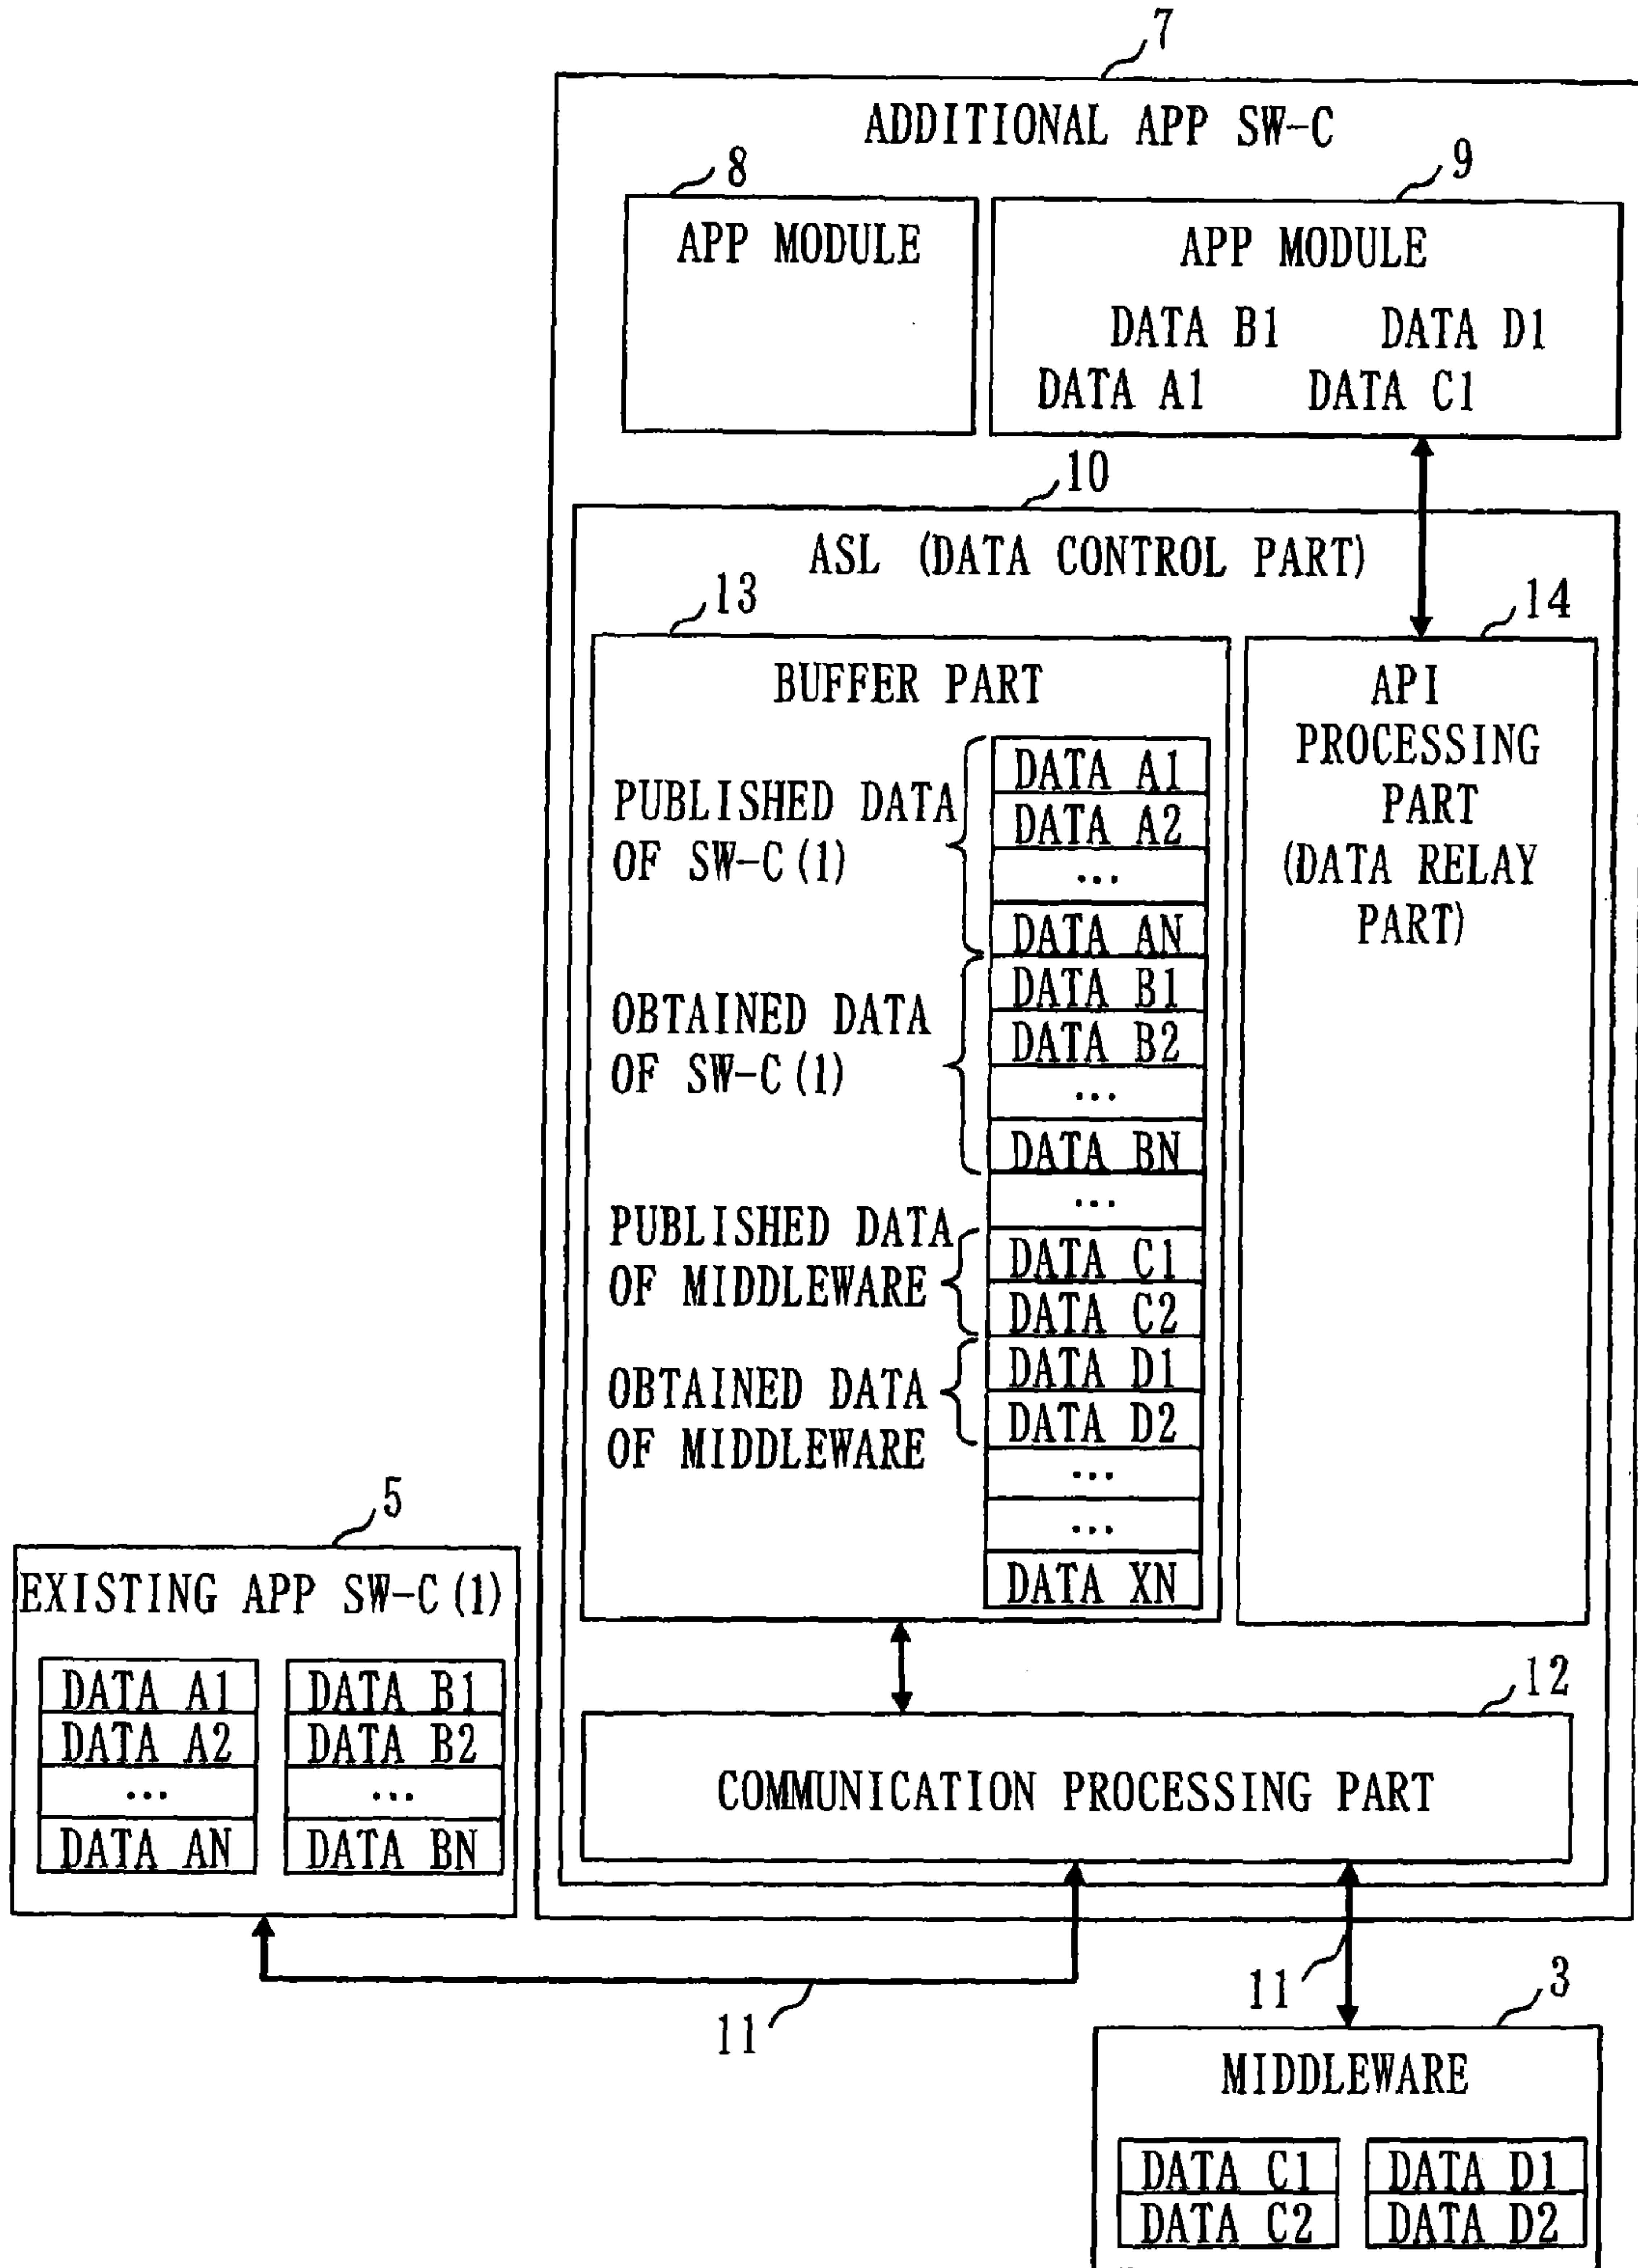 7
ADDITIONAL APP SW-C
8
9
APP MODULE
APP MODULE
DATA B1
DATA D1
DATA A1
DATA C1
10
ASL (DATA CONTROL PART)
13
14
BUFFER PART
PUBLISHED DATA
OF SW-C(1)
DATA A1
DATA A2
...
DATA AN
OBTAINED DATA
OF SW-C(1)
DATA B1
DATA B2
...
DATA BN
...
PUBLISHED DATA
OF MIDDLEWARE
DATA C1
DATA C2
OBTAINED DATA
OF MIDDLEWARE
DATA D1
DATA D2
...
...
DATA XN
API
PROCESSING
PART
(DATA RELAY
PART)
5
EXISTING APP SW-C(1)
DATA A1
DATA A2
...
DATA AN
DATA B1
DATA B2
...
DATA BN
12
COMMUNICATION PROCESSING PART
11
11
3
MIDDLEWARE
DATA C1
DATA C2
DATA D1
DATA D2